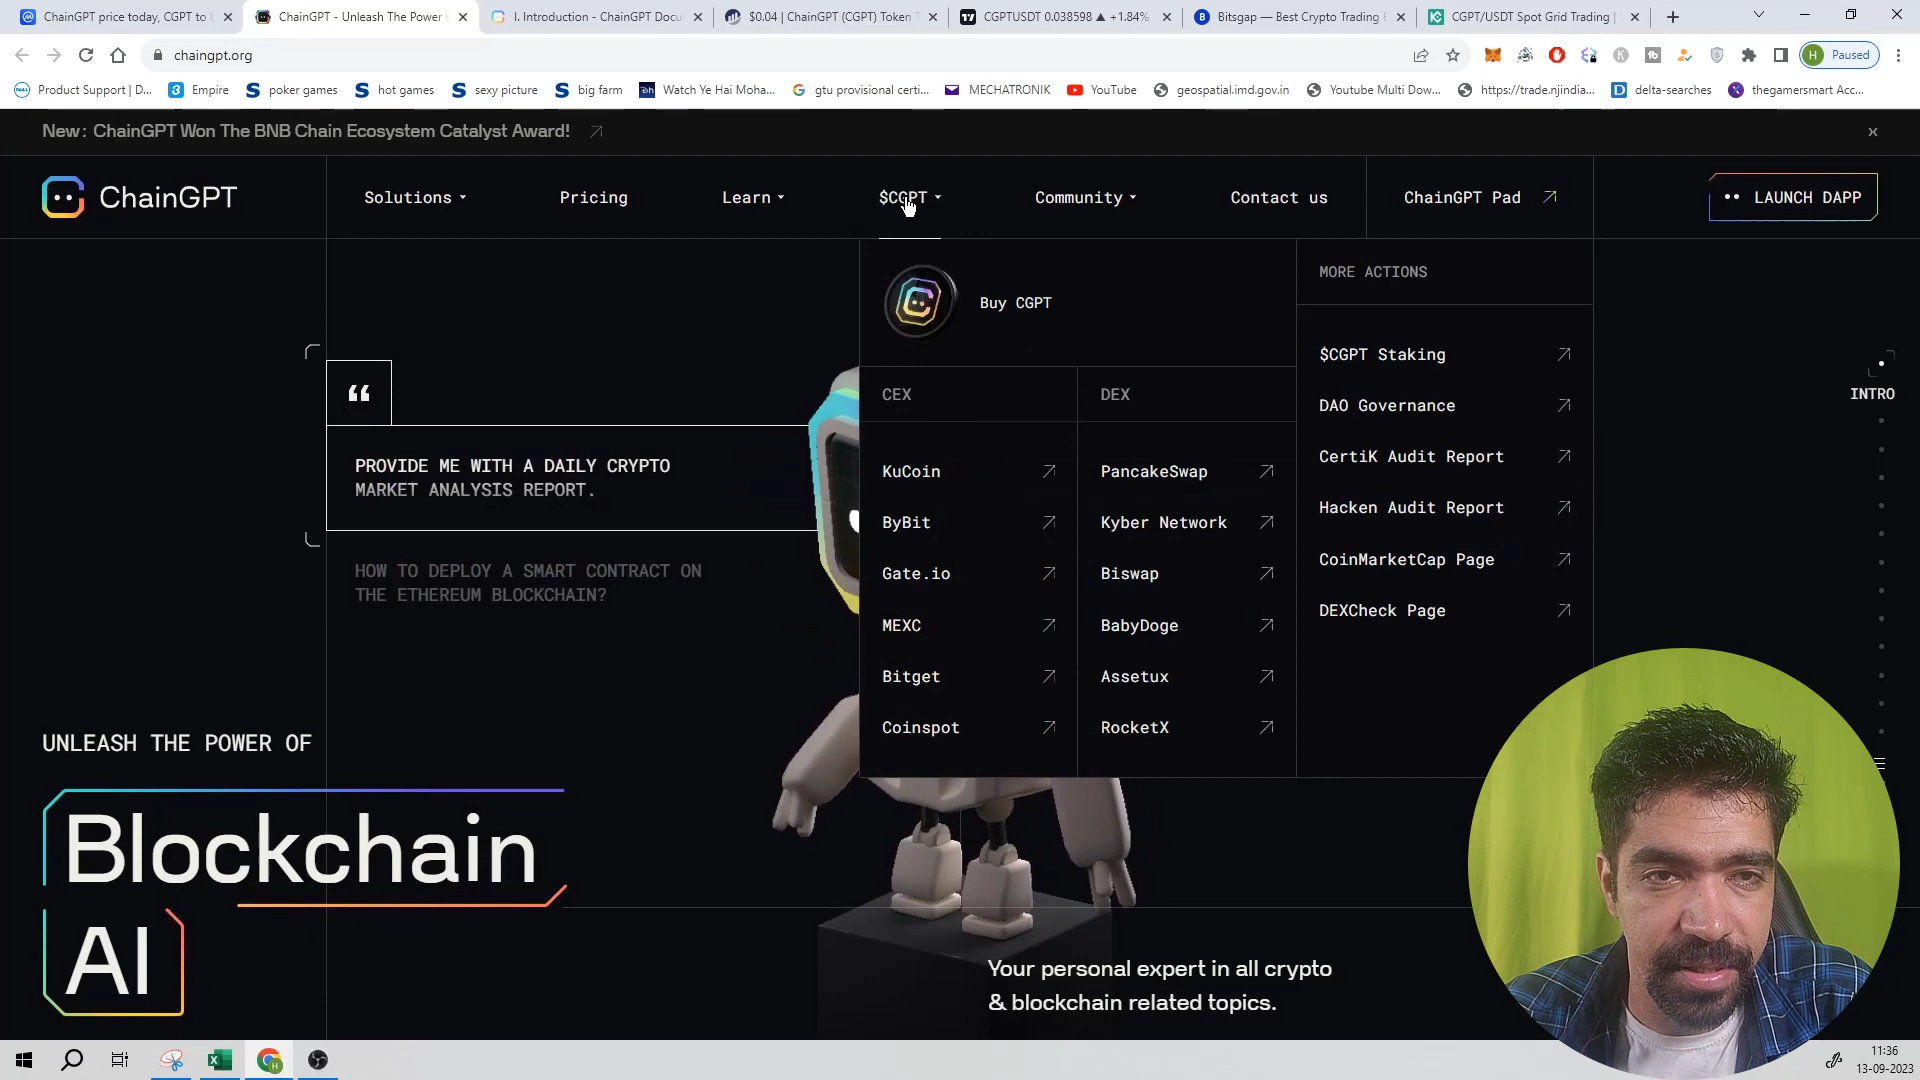 ChainGPT price today, CGPT to U
ChainGPT - Unleash The Power o
I. Introduction - ChainGPT Docu
$0.04 | ChainGPT (CGPT) Token T
CGPTUSDT 0.038598 ▲ +1.84%
Bitsgap — Best Crypto Trading B
CGPT/USDT Spot Grid Trading |
chaingpt.org
H Paused
Product Support | D...
Empire
poker games
hot games
sexy picture
big farm
Watch Ye Hai Moha...
gtu provisional certi...
MECHATRONIK
YouTube
geospatial.imd.gov.in
Youtube Multi Dow...
https://trade.njindia...
delta-searches
thegamersmart Acc...
New: ChainGPT Won The BNB Chain Ecosystem Catalyst Award!
x
ChainGPT
Solutions
Pricing
Learn
$CGPT
Community
Contact us
ChainGPT Pad
LAUNCH DAPP
Buy CGPT
MORE ACTIONS
CEX
DEX
KuCoin
ByBit
Gate.io
MEXC
Bitget
Coinspot
PancakeSwap
Kyber Network
Biswap
BabyDoge
Assetux
RocketX
$CGPT Staking
DAO Governance
CertiK Audit Report
Hacken Audit Report
CoinMarketCap Page
DEXCheck Page
INTRO
“
PROVIDE ME WITH A DAILY CRYPTO
MARKET ANALYSIS REPORT.
HOW TO DEPLOY A SMART CONTRACT ON
THE ETHEREUM BLOCKCHAIN?
UNLEASH THE POWER OF
Blockchain
AI
Your personal expert in all crypto
& blockchain related topics.
11:36
13-09-2023